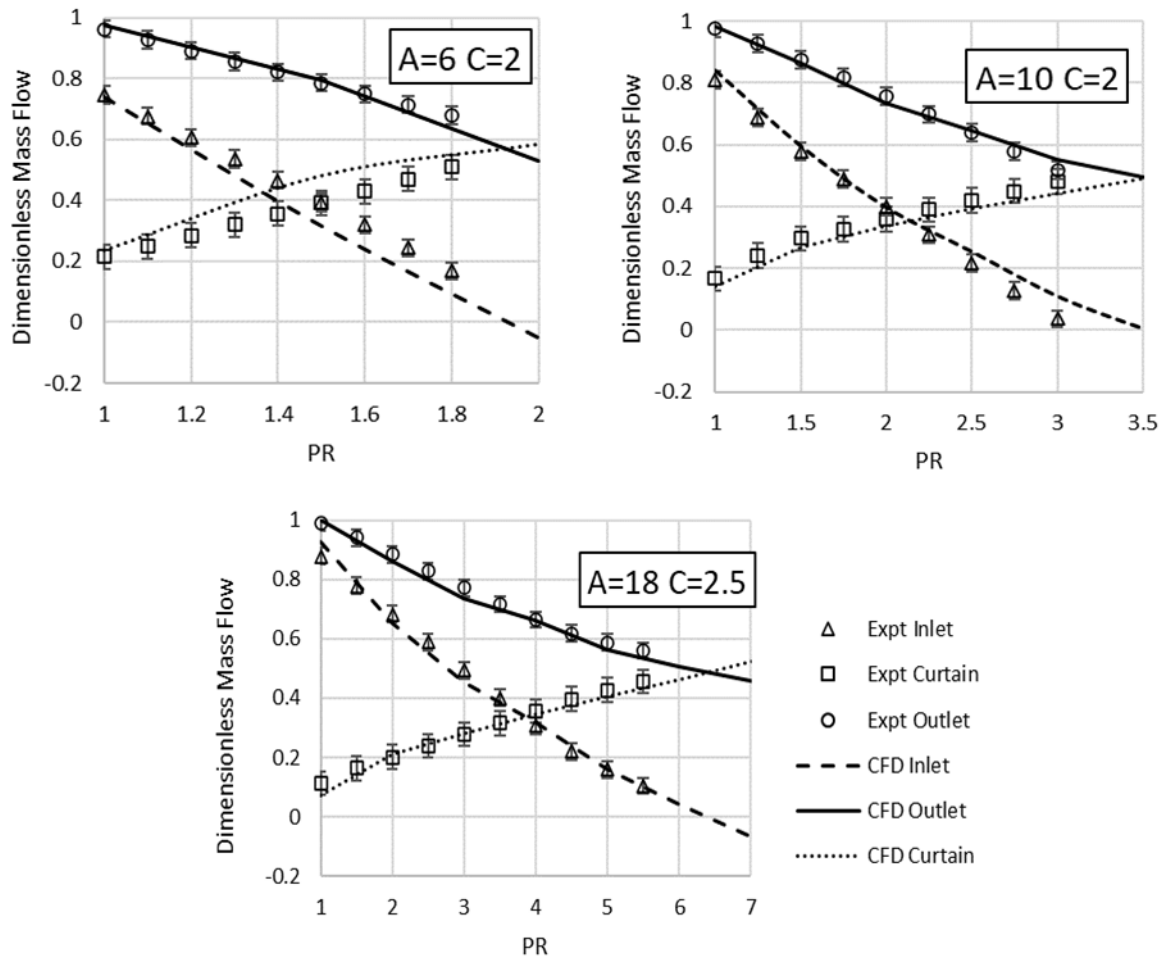 A=6 C=2
Dimensionless Mass Flow
1
0.8
0.6
0.4
0.2
0
-0.2
1 1.2 1.4 1.6 1.8 2
PR
A=10 C=2
Dimensionless Mass Flow
1
0.8
0.6
0.4
0.2
0
-0.2
1 1.5 2 2.5 3 3.5
PR
A=18 C=2.5
Dimensionless Mass Flow
1
0.8
0.6
0.4
0.2
0
-0.2
1 2 3 4 5 6 7
PR
Expt Inlet
Expt Curtain
Expt Outlet
CFD Inlet
CFD Outlet
CFD Curtain